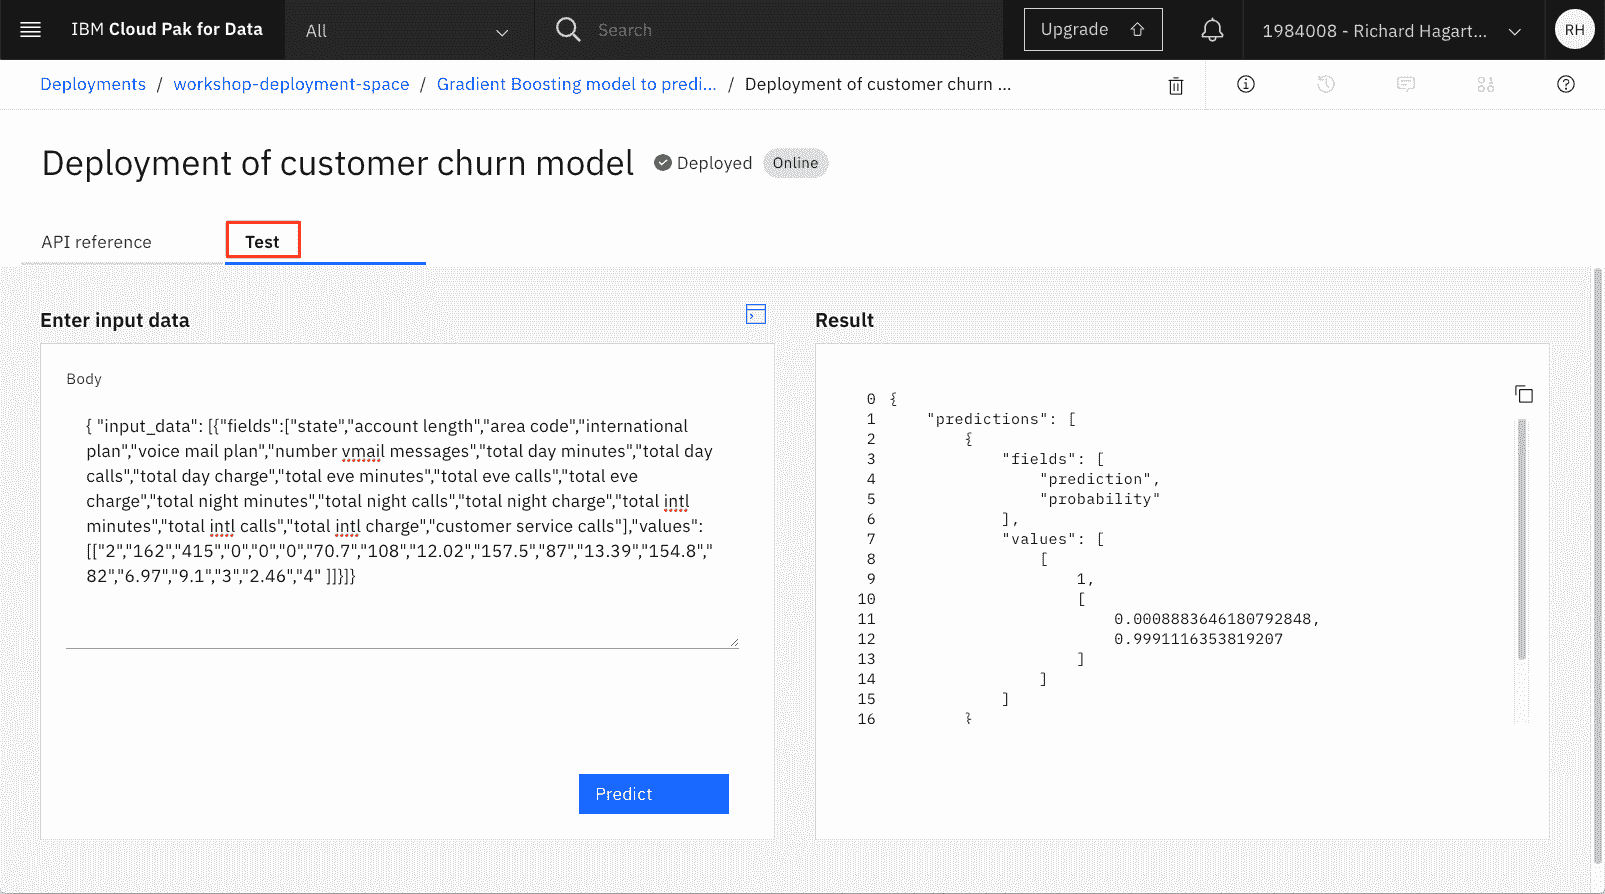 IBM Cloud Pak for Data
All
Search
Upgrade
1984008 - Richard Hagart...
RH
Deployments / workshop-deployment-space / Gradient Boosting model to predi... / Deployment of customer churn ...
Deployment of customer churn model
Deployed
Online
API reference
Test
Enter input data
Body
{ "input_data": [{"fields":["state","account length","area code","international
plan","voice mail plan","number vmail messages","total day minutes","total day
calls","total day charge","total eve minutes","total eve calls","total eve
charge","total night minutes","total night calls","total night charge","total intl
minutes","total intl calls","total intl charge","customer service calls"],"values":
[["2","162","415","0","0","0","70.7","108","12.02","157.5","87","13.39","154.8","
82","6.97","9.1","3","2.46","4" ]]}]}
Predict
Result
0 {
1 "predictions": [
2 {
3 "fields": [
4 "prediction",
5 "probability"
6 ],
7 "values": [
8 [
9 1,
10 [
11 0.0008883646180792848,
12 0.9991116353819207
13 ]
14 ]
15 ]
16 }